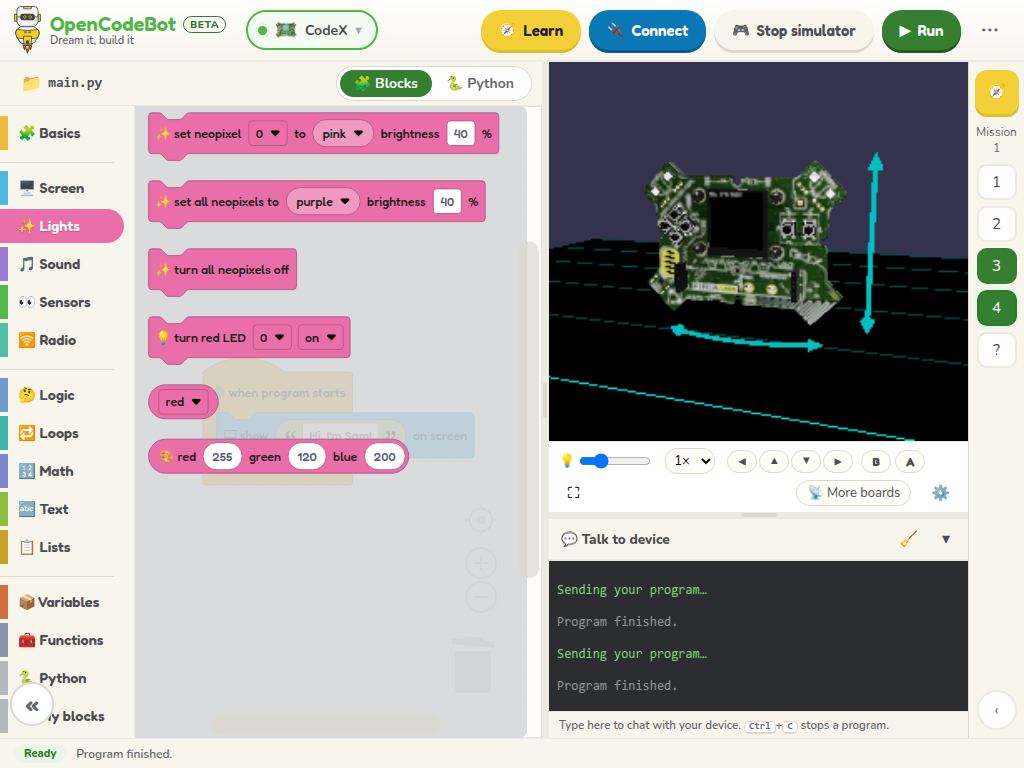 OpenCodeBot BETA
Dream it, build it
CodeX
Learn
Connect
Stop simulator
Run
main.py
Blocks
Python
Basics
Screen
Lights
Sound
Sensors
Radio
Logic
Loops
Math
Text
Lists
Variables
Functions
Python
y blocks
set neopixel 0 to pink brightness 40 %
set all neopixels to purple brightness 40 %
turn all neopixels off
turn red LED 0 on
when program starts
red
show “ Hi, I'm Sam! ” on screen
red 255 green 120 blue 200
1×
B
A
More boards
Talk to device
Sending your program…
Program finished.
Sending your program…
Program finished.
Type here to chat with your device. Ctrl + C stops a program.
Mission
1
1
2
3
4
?
Ready Program finished.